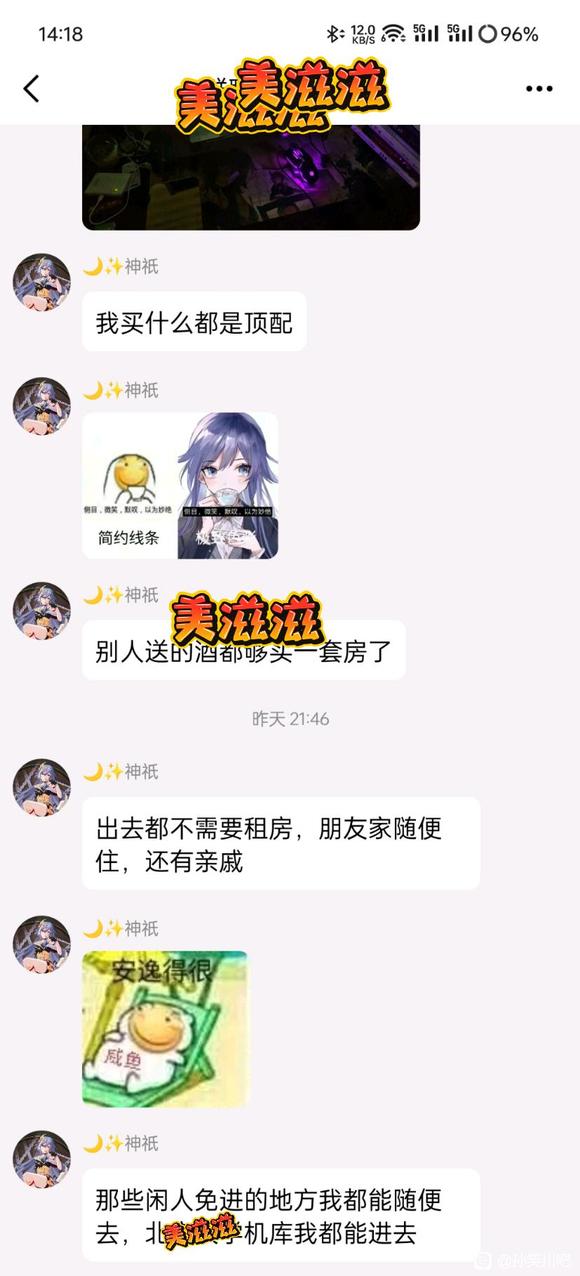 14:18
12.0
KB/S
6
5G
5G
96%
美滋滋
美滋滋
🌙✨神祇
我买什么都是顶配
🌙✨神祇
侧目，微笑，默叹，以为妙绝
侧目，微笑，默叹，以为妙绝
简约线条
🌙✨神祇
美滋滋
别人送的酒都够买一套房了
昨天 21:46
🌙✨神祇
出去都不需要租房，朋友家随便
住，还有亲戚
🌙✨神祇
安逸得很
咸鱼
🌙✨神祇
那些闲人免进的地方我都能随便
去，北
美滋滋
机库我都能进去
@孙笑川吧